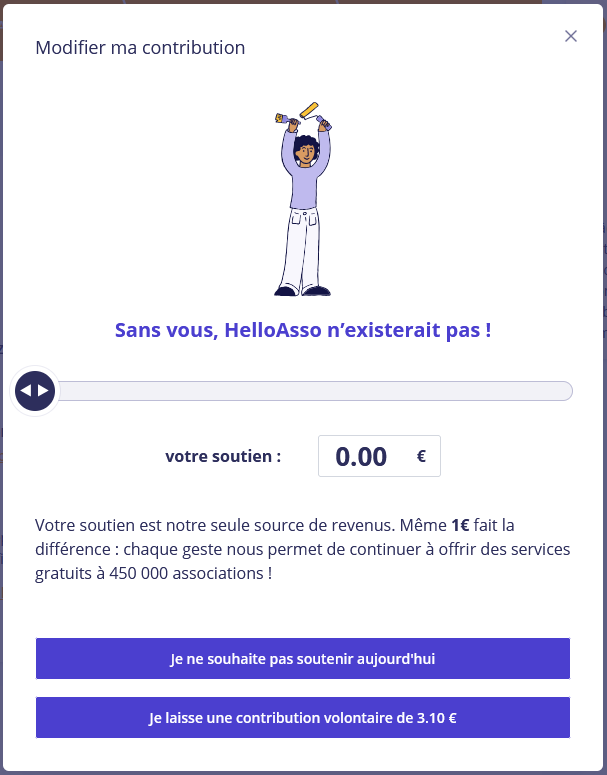 Modifier ma contribution
Sans vous, HelloAsso n’existerait pas !
votre soutien : 0.00 €
Votre soutien est notre seule source de revenus. Même 1€ fait la
différence : chaque geste nous permet de continuer à offrir des services
gratuits à 450 000 associations !
Je ne souhaite pas soutenir aujourd'hui
Je laisse une contribution volontaire de 3.10 €